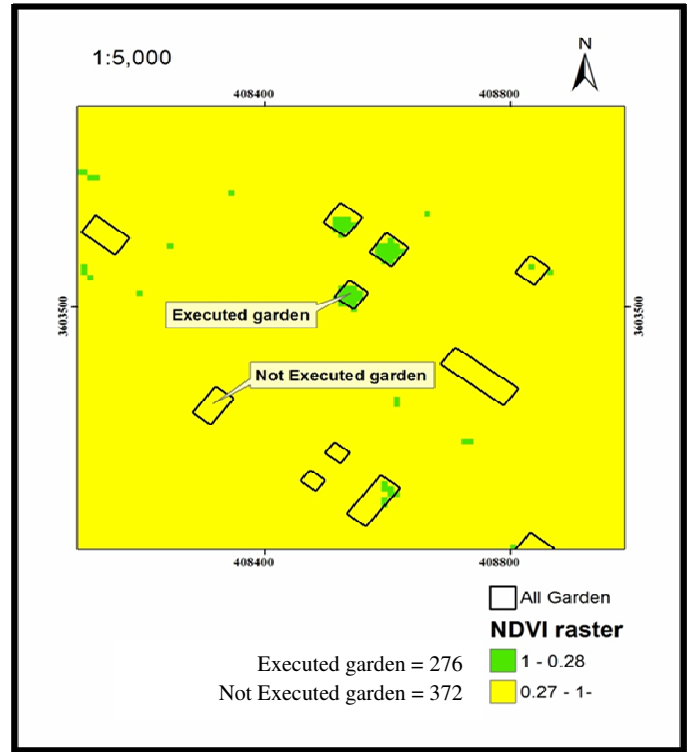 1:5,000
N
408400 408800
3603500 3603500
Executed garden
Not Executed garden
408400 408800
All Garden
NDVI raster
1 - 0.28
0.27 - 1-
Executed garden = 276
Not Executed garden = 372